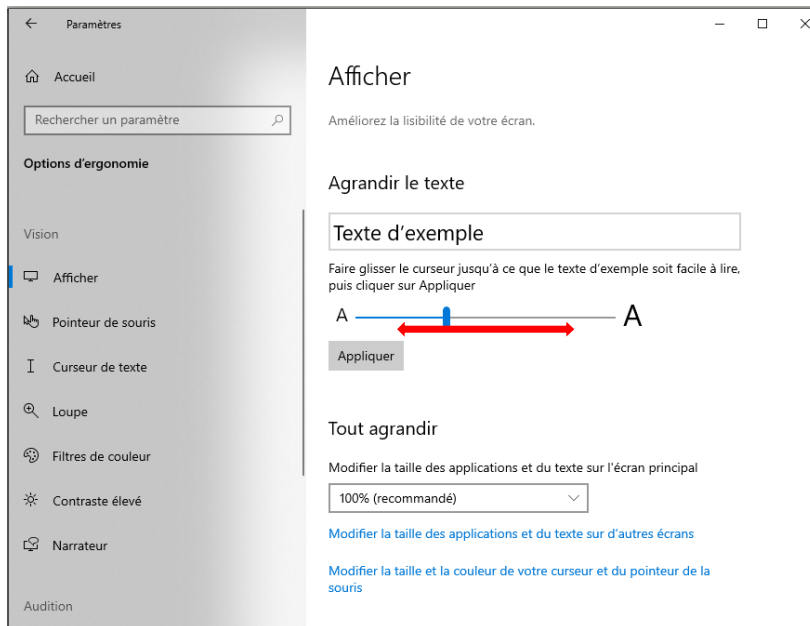 Paramètres
Accueil
Rechercher un paramètre
Options d'ergonomie
Vision
Afficher
Pointeur de souris
Curseur de texte
Loupe
Filtres de couleur
Contraste élevé
Narrateur
Audition
Afficher
Améliorez la lisibilité de votre écran.
Agrandir le texte
Texte d'exemple
Faire glisser le curseur jusqu'à ce que le texte d'exemple soit facile à lire,
puis cliquer sur Appliquer
A A
Appliquer
Tout agrandir
Modifier la taille des applications et du texte sur l'écran principal
100% (recommandé)
Modifier la taille des applications et du texte sur d'autres écrans
Modifier la taille et la couleur de votre curseur et du pointeur de la
souris